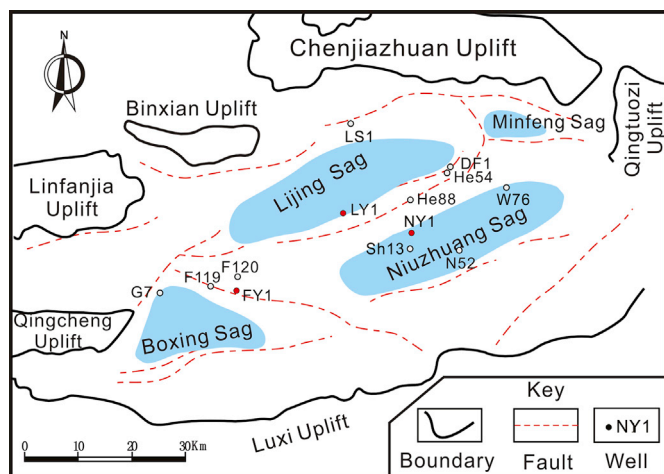 N
Chenjiazhuan Uplift
Binxian Uplift
Minfeng Sag
Qingtuozi
Uplift
LS1
Lijing Sag
DF1
He54
Linfanjia
Uplift
He88
W76
LY1
NY1
Sh13
Niuzhuang Sag
N52
F120
F119
G7
FY1
Qingcheng
Uplift
Boxing Sag
Luxi Uplift
0 10 20 30Km
Key
NY1
Boundary Fault Well